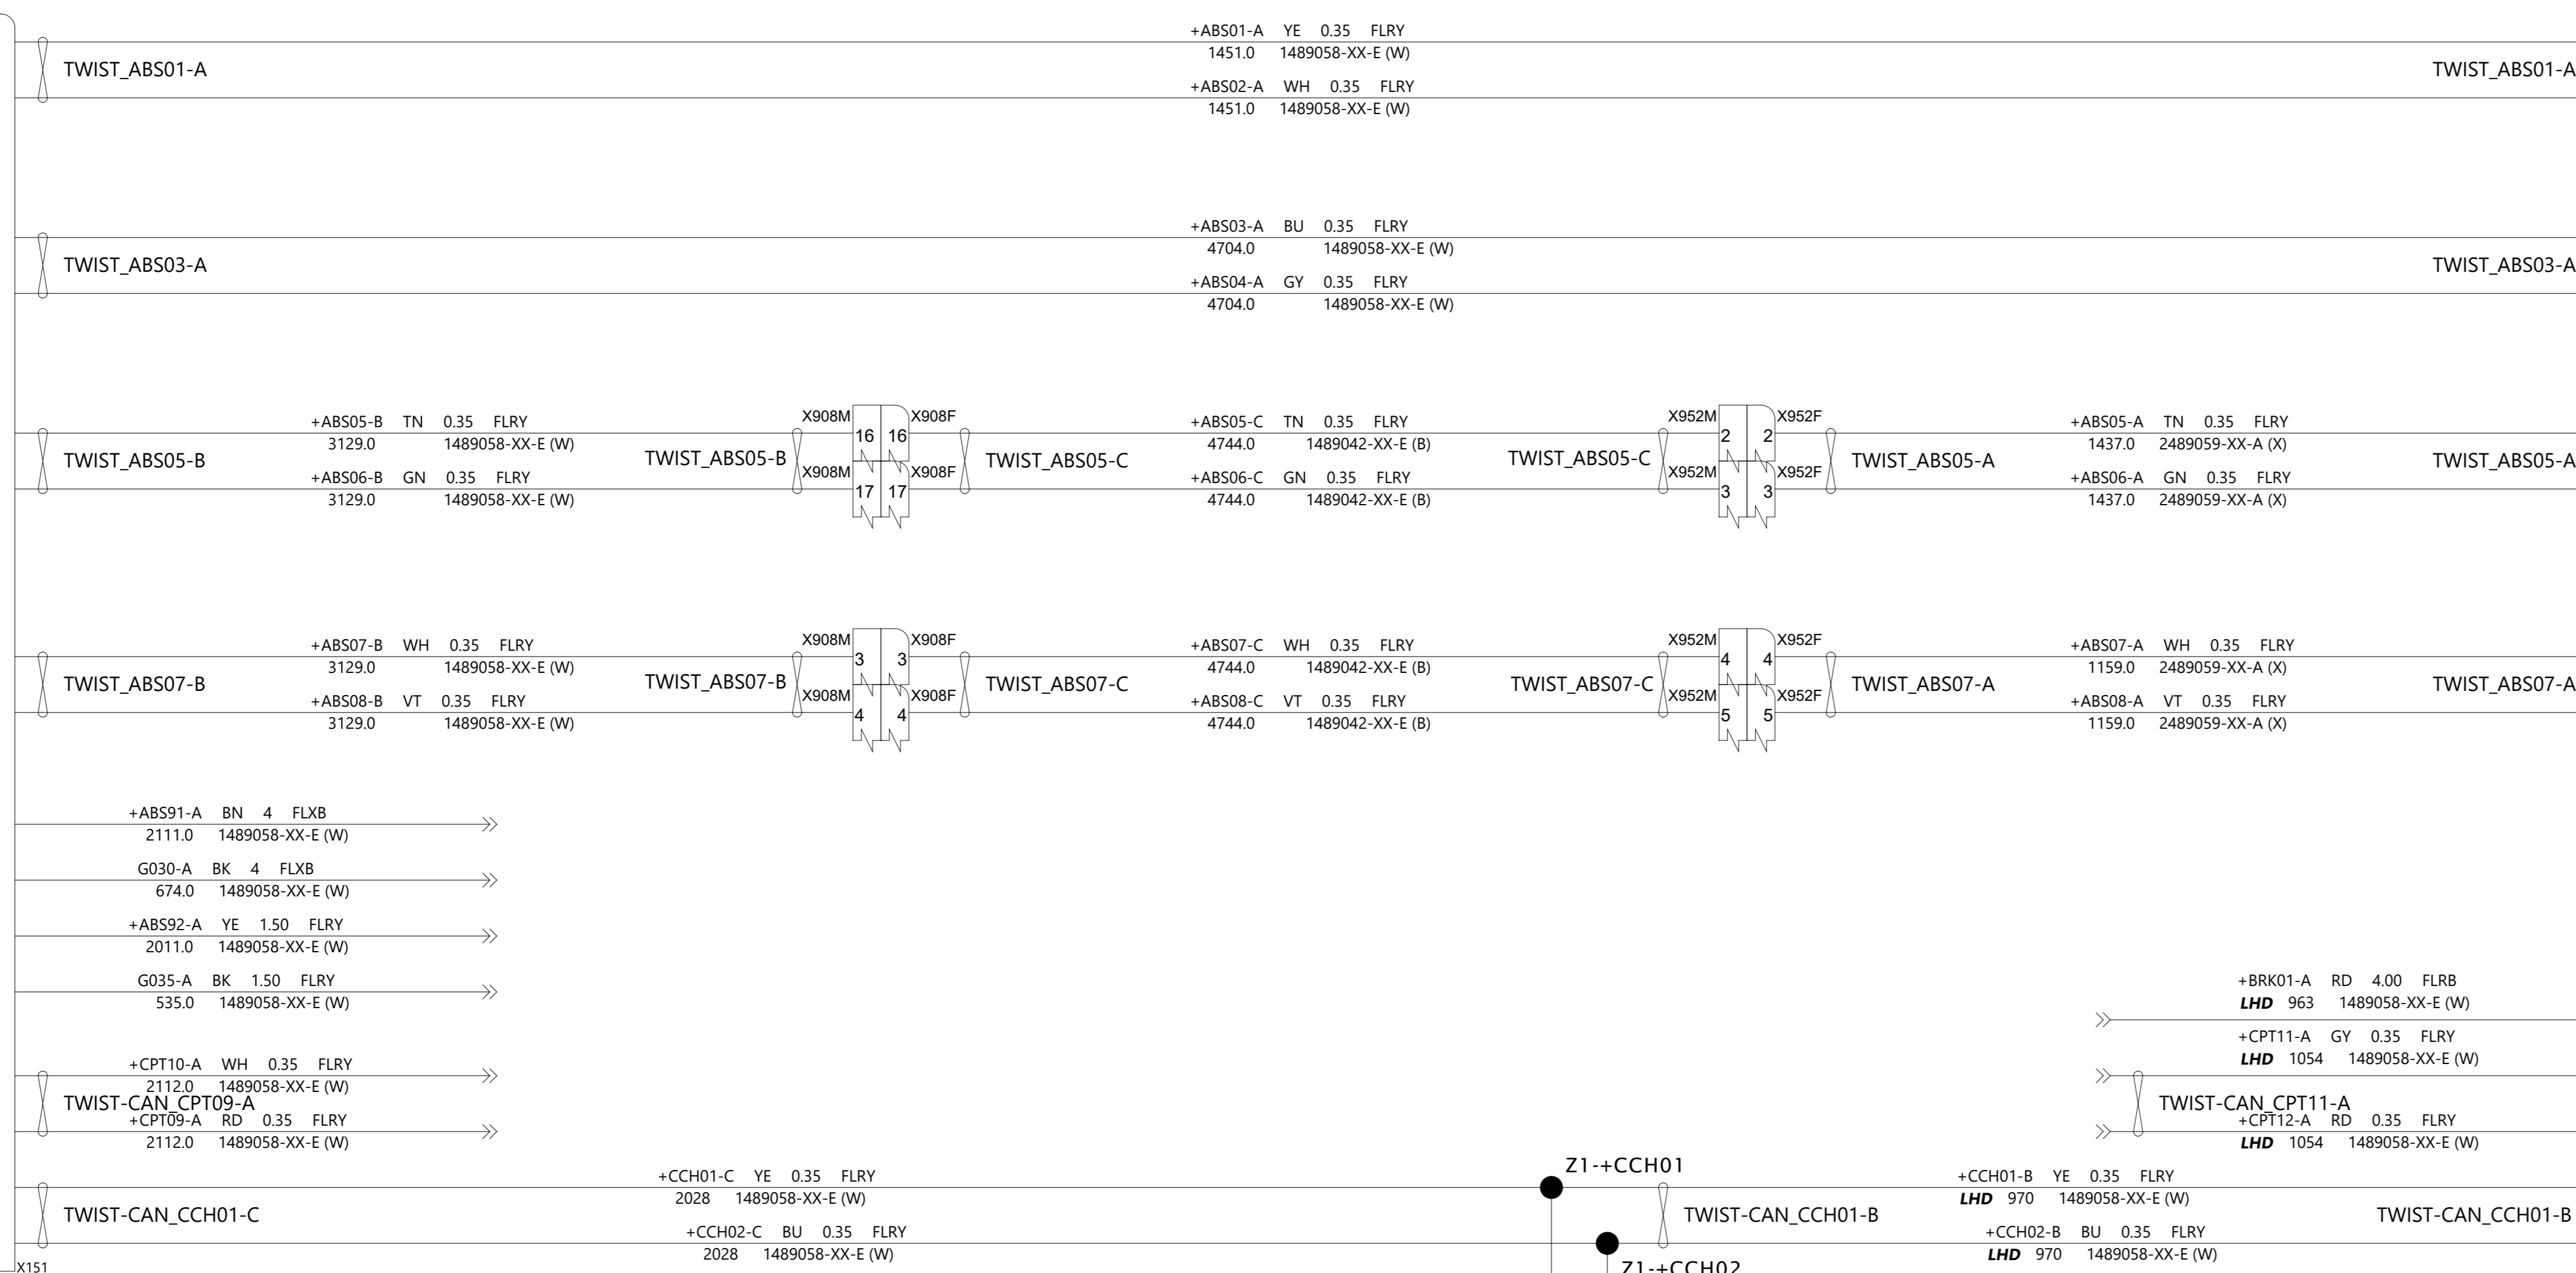 +ABS01-A YE 0.35 FLRY
1451.0 1489058-XX-E (W)
TWIST_ABS01-A TWIST_ABS01-A
+ABS02-A WH 0.35 FLRY
1451.0 1489058-XX-E (W)
+ABS03-A BU 0.35 FLRY
4704.0 1489058-XX-E (W)
TWIST_ABS03-A TWIST_ABS03-A
+ABS04-A GY 0.35 FLRY
4704.0 1489058-XX-E (W)
+ABS05-B TN 0.35 FLRY X908M X908F +ABS05-C TN 0.35 FLRY X952M X952F +ABS05-A TN 0.35 FLRY
16 16 2 2
3129.0 1489058-XX-E (W) 4744.0 1489042-XX-E (B) 1437.0 2489059-XX-A (X)
TWIST_ABS05-B TWIST_ABS05-B TWIST_ABS05-C TWIST_ABS05-C TWIST_ABS05-A TWIST_ABS05-A
+ABS06-B GN 0.35 FLRY X908M X908F +ABS06-C GN 0.35 FLRY X952M X952F +ABS06-A GN 0.35 FLRY
17 17 3 3
3129.0 1489058-XX-E (W) 4744.0 1489042-XX-E (B) 1437.0 2489059-XX-A (X)
+ABS07-B WH 0.35 FLRY X908M X908F +ABS07-C WH 0.35 FLRY X952M X952F +ABS07-A WH 0.35 FLRY
3 3 4 4
3129.0 1489058-XX-E (W) 4744.0 1489042-XX-E (B) 1159.0 2489059-XX-A (X)
TWIST_ABS07-B TWIST_ABS07-B TWIST_ABS07-C TWIST_ABS07-C TWIST_ABS07-A TWIST_ABS07-A
+ABS08-B VT 0.35 FLRY X908M X908F +ABS08-C VT 0.35 FLRY X952M X952F +ABS08-A VT 0.35 FLRY
4 4 5 5
3129.0 1489058-XX-E (W) 4744.0 1489042-XX-E (B) 1159.0 2489059-XX-A (X)
+ABS91-A BN 4 FLXB
2111.0 1489058-XX-E (W)
G030-A BK 4 FLXB
674.0 1489058-XX-E (W)
+ABS92-A YE 1.50 FLRY
2011.0 1489058-XX-E (W)
G035-A BK 1.50 FLRY +BRK01-A RD 4.00 FLRB
535.0 1489058-XX-E (W) LHD 963 1489058-XX-E (W)
+CPT11-A GY 0.35 FLRY
+CPT10-A WH 0.35 FLRY LHD 1054 1489058-XX-E (W)
2112.0 1489058-XX-E (W)
TWIST-CAN_CPT09-A TWIST-CAN_CPT11-A
+CPT09-A RD 0.35 FLRY +CPT12-A RD 0.35 FLRY
2112.0 1489058-XX-E (W) LHD 1054 1489058-XX-E (W)
Z1-+CCH01
+CCH01-C YE 0.35 FLRY +CCH01-B YE 0.35 FLRY
2028 1489058-XX-E (W) LHD 970 1489058-XX-E (W)
TWIST-CAN_CCH01-C TWIST-CAN_CCH01-B TWIST-CAN_CCH01-B
+CCH02-C BU 0.35 FLRY +CCH02-B BU 0.35 FLRY
2028 1489058-XX-E (W) LHD 970 1489058-XX-E (W)
X151 Z1-+CCH02